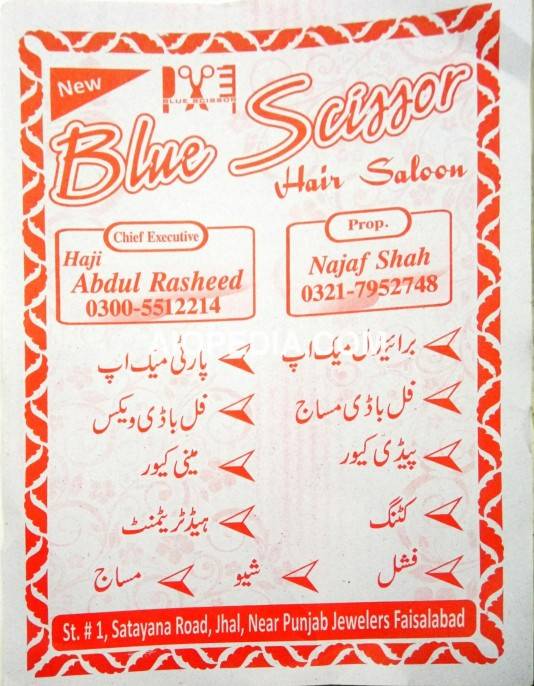 New
BLUE SCISSOR
Blue Scissor
Hair Saloon
Chief Executive
Haji
Abdul Rasheed
0300-5512214
Prop.
Najaf Shah
0321-7952748
AIOPEDIA.COM
برائیڈل میک اپ
پارٹی میک اپ
فل باڈی مساج
فل باڈی ویکس
پیڈی کیور
مینی کیور
کٹنگ
ہیڈ ٹریٹمنٹ
فشل
شیو
مساج
St. # 1, Satayana Road, Jhal, Near Punjab Jewelers Faisalabad